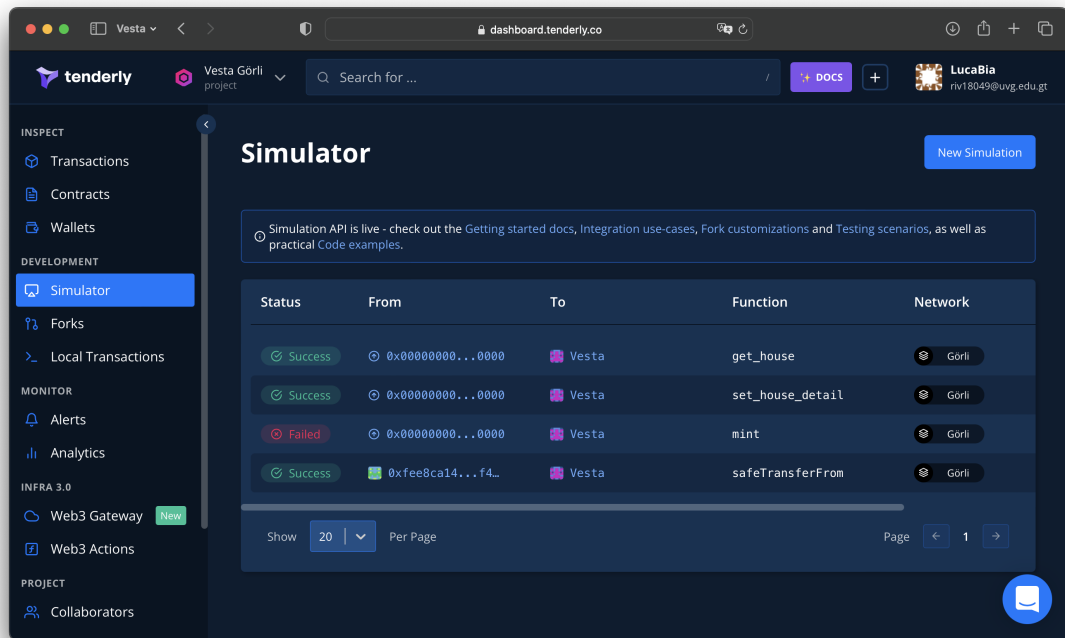 Vesta
dashboard.tenderly.co
tenderly
Vesta Görli
project
Search for ...
/
DOCS
+
LucaBia
riv18049@uvg.edu.gt
INSPECT
Transactions
Contracts
Wallets
DEVELOPMENT
Simulator
Forks
Local Transactions
MONITOR
Alerts
Analytics
INFRA 3.0
Web3 Gateway New
Web3 Actions
PROJECT
Collaborators
Simulator
New Simulation
Simulation API is live - check out the Getting started docs, Integration use-cases, Fork customizations and Testing scenarios, as well as
practical Code examples.
Status From To Function Network
Success 0x00000000...0000 Vesta get_house Görli
Success 0x00000000...0000 Vesta set_house_detail Görli
Failed 0x00000000...0000 Vesta mint Görli
Success 0xfee8ca14...f4… Vesta safeTransferFrom Görli
Show 20 Per Page
Page 1